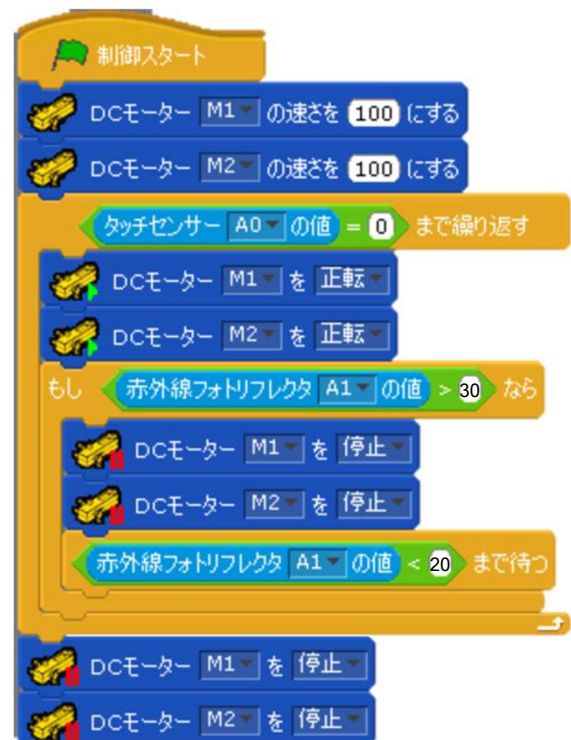 制御スタート
DCモーター M1 の速さを 100 にする
DCモーター M2 の速さを 100 にする
タッチセンサー A0 の値 = 0 まで繰り返す
DCモーター M1 を 正転
DCモーター M2 を 正転
もし 赤外線フォトリフレクタ A1 の値 > 30 なら
DCモーター M1 を 停止
DCモーター M2 を 停止
赤外線フォトリフレクタ A1 の値 < 20 まで待つ
DCモーター M1 を 停止
DCモーター M2 を 停止